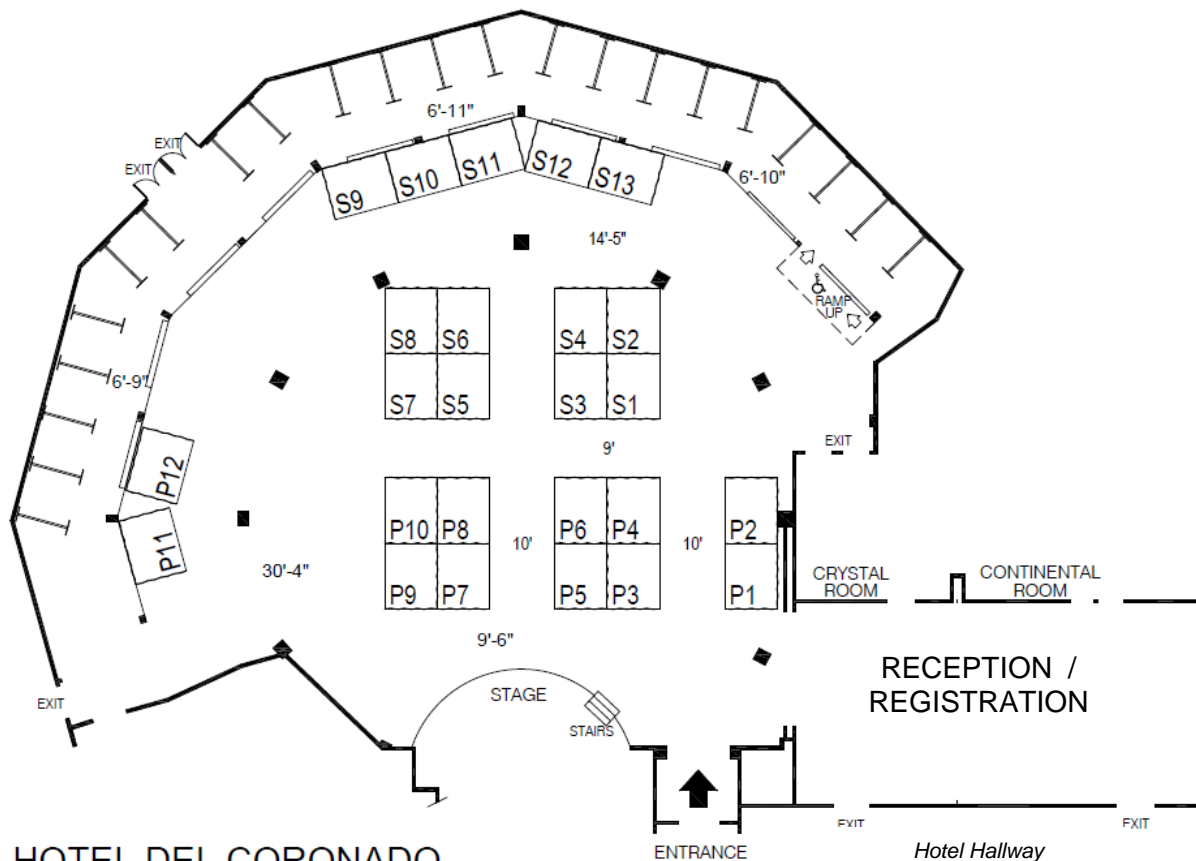 6'-11"
EXIT
EXIT
S9
S10
S11
S12
S13
6'-10"
14'-5"
RAMP
UP
S8
S6
S4
S2
6'-9"
S7
S5
S3
S1
9'
EXIT
P12
P10
P8
P6
P4
P2
10'
10'
P11
30'-4"
P9
P7
P5
P3
P1
CRYSTAL
ROOM
CONTINENTAL
ROOM
9'-6"
RECEPTION /
REGISTRATION
STAGE
EXIT
STAIRS
EXIT
EXIT
ENTRANCE
Hotel Hallway
HOTEL DEL CORONADO